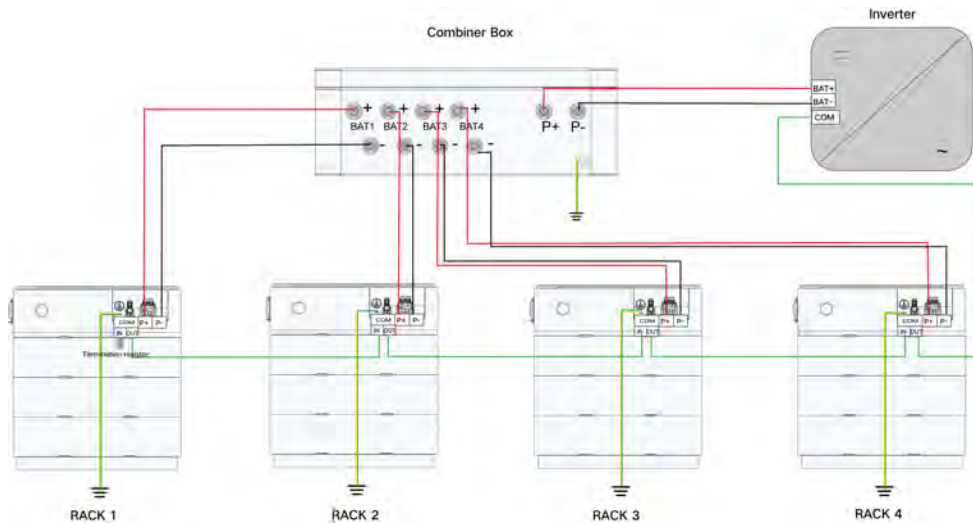 Inverter
Combiner Box
BAT+
BAT-
COM
~
+ + + +
BAT1 BAT2 BAT3 BAT4
P+ P-
- - - -
COM P+ P-
IN OUT
Termination resistor
COM P+ P-
IN OUT
COM P+ P-
IN OUT
COM P+ P-
IN OUT
RACK 1
RACK 2
RACK 3
RACK 4